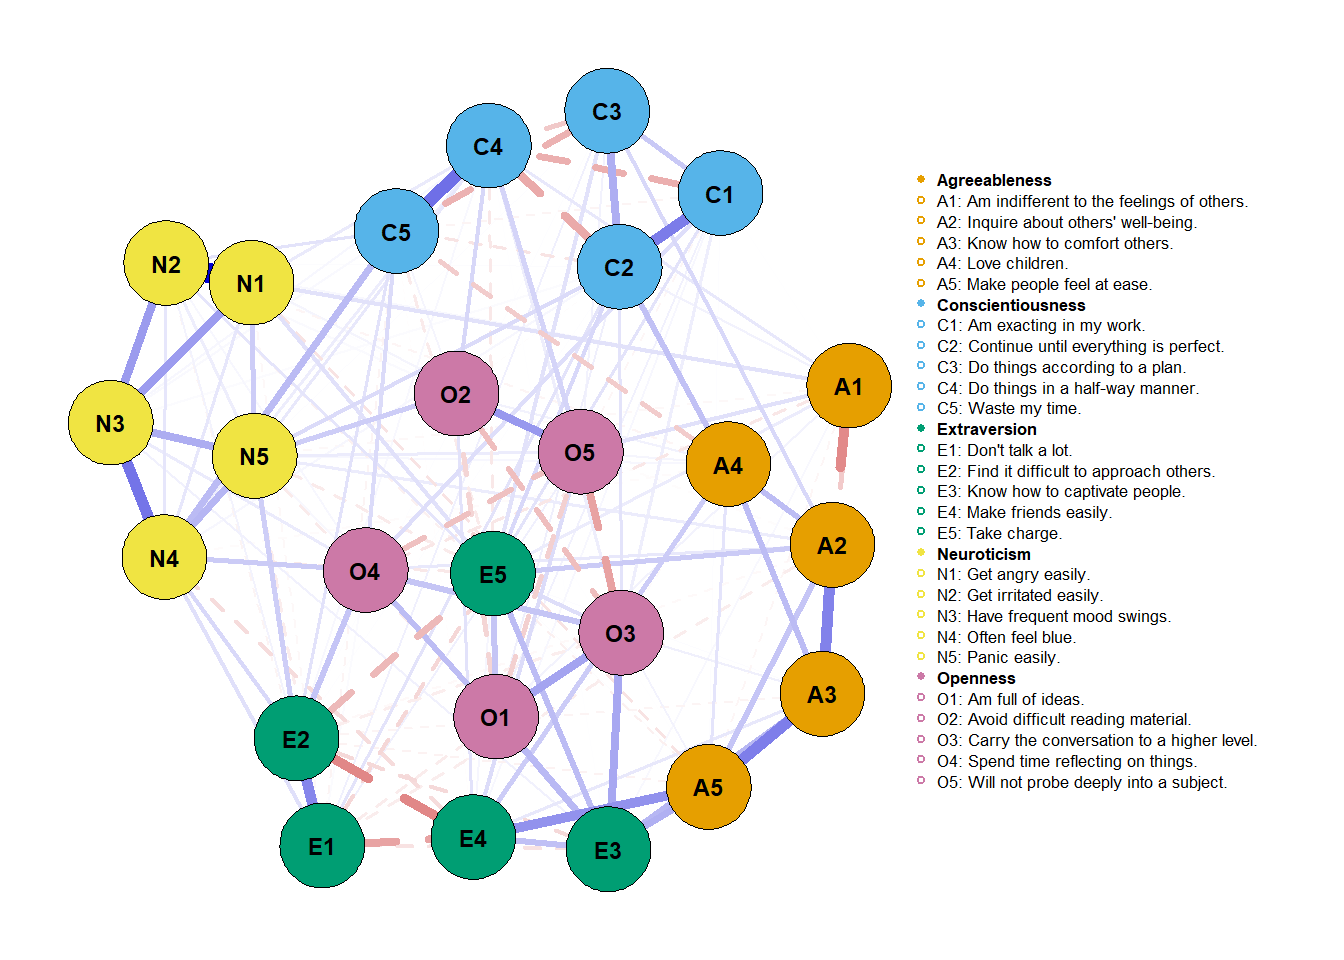 C3
C4
C1
C5
N2
C2
N1
A1
O2
N3
O5
N5
A4
A2
N4
O4
E5
O3
A3
O1
E2
A5
E4
E1
E3
Agreeableness
A1: Am indifferent to the feelings of others.
A2: Inquire about others' well-being.
A3: Know how to comfort others.
A4: Love children.
A5: Make people feel at ease.
Conscientiousness
C1: Am exacting in my work.
C2: Continue until everything is perfect.
C3: Do things according to a plan.
C4: Do things in a half-way manner.
C5: Waste my time.
Extraversion
E1: Don't talk a lot.
E2: Find it difficult to approach others.
E3: Know how to captivate people.
E4: Make friends easily.
E5: Take charge.
Neuroticism
N1: Get angry easily.
N2: Get irritated easily.
N3: Have frequent mood swings.
N4: Often feel blue.
N5: Panic easily.
Openness
O1: Am full of ideas.
O2: Avoid difficult reading material.
O3: Carry the conversation to a higher level.
O4: Spend time reflecting on things.
O5: Will not probe deeply into a subject.